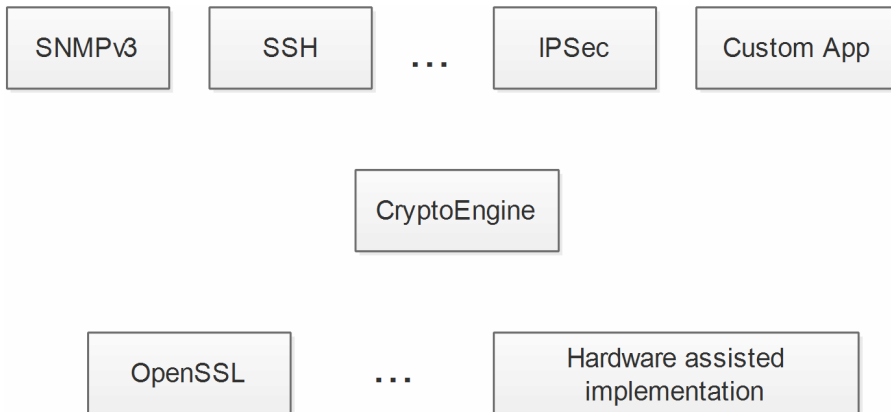 SNMPv3
SSH
...
IPSec
Custom App
CryptoEngine
OpenSSL
...
Hardware assisted
implementation